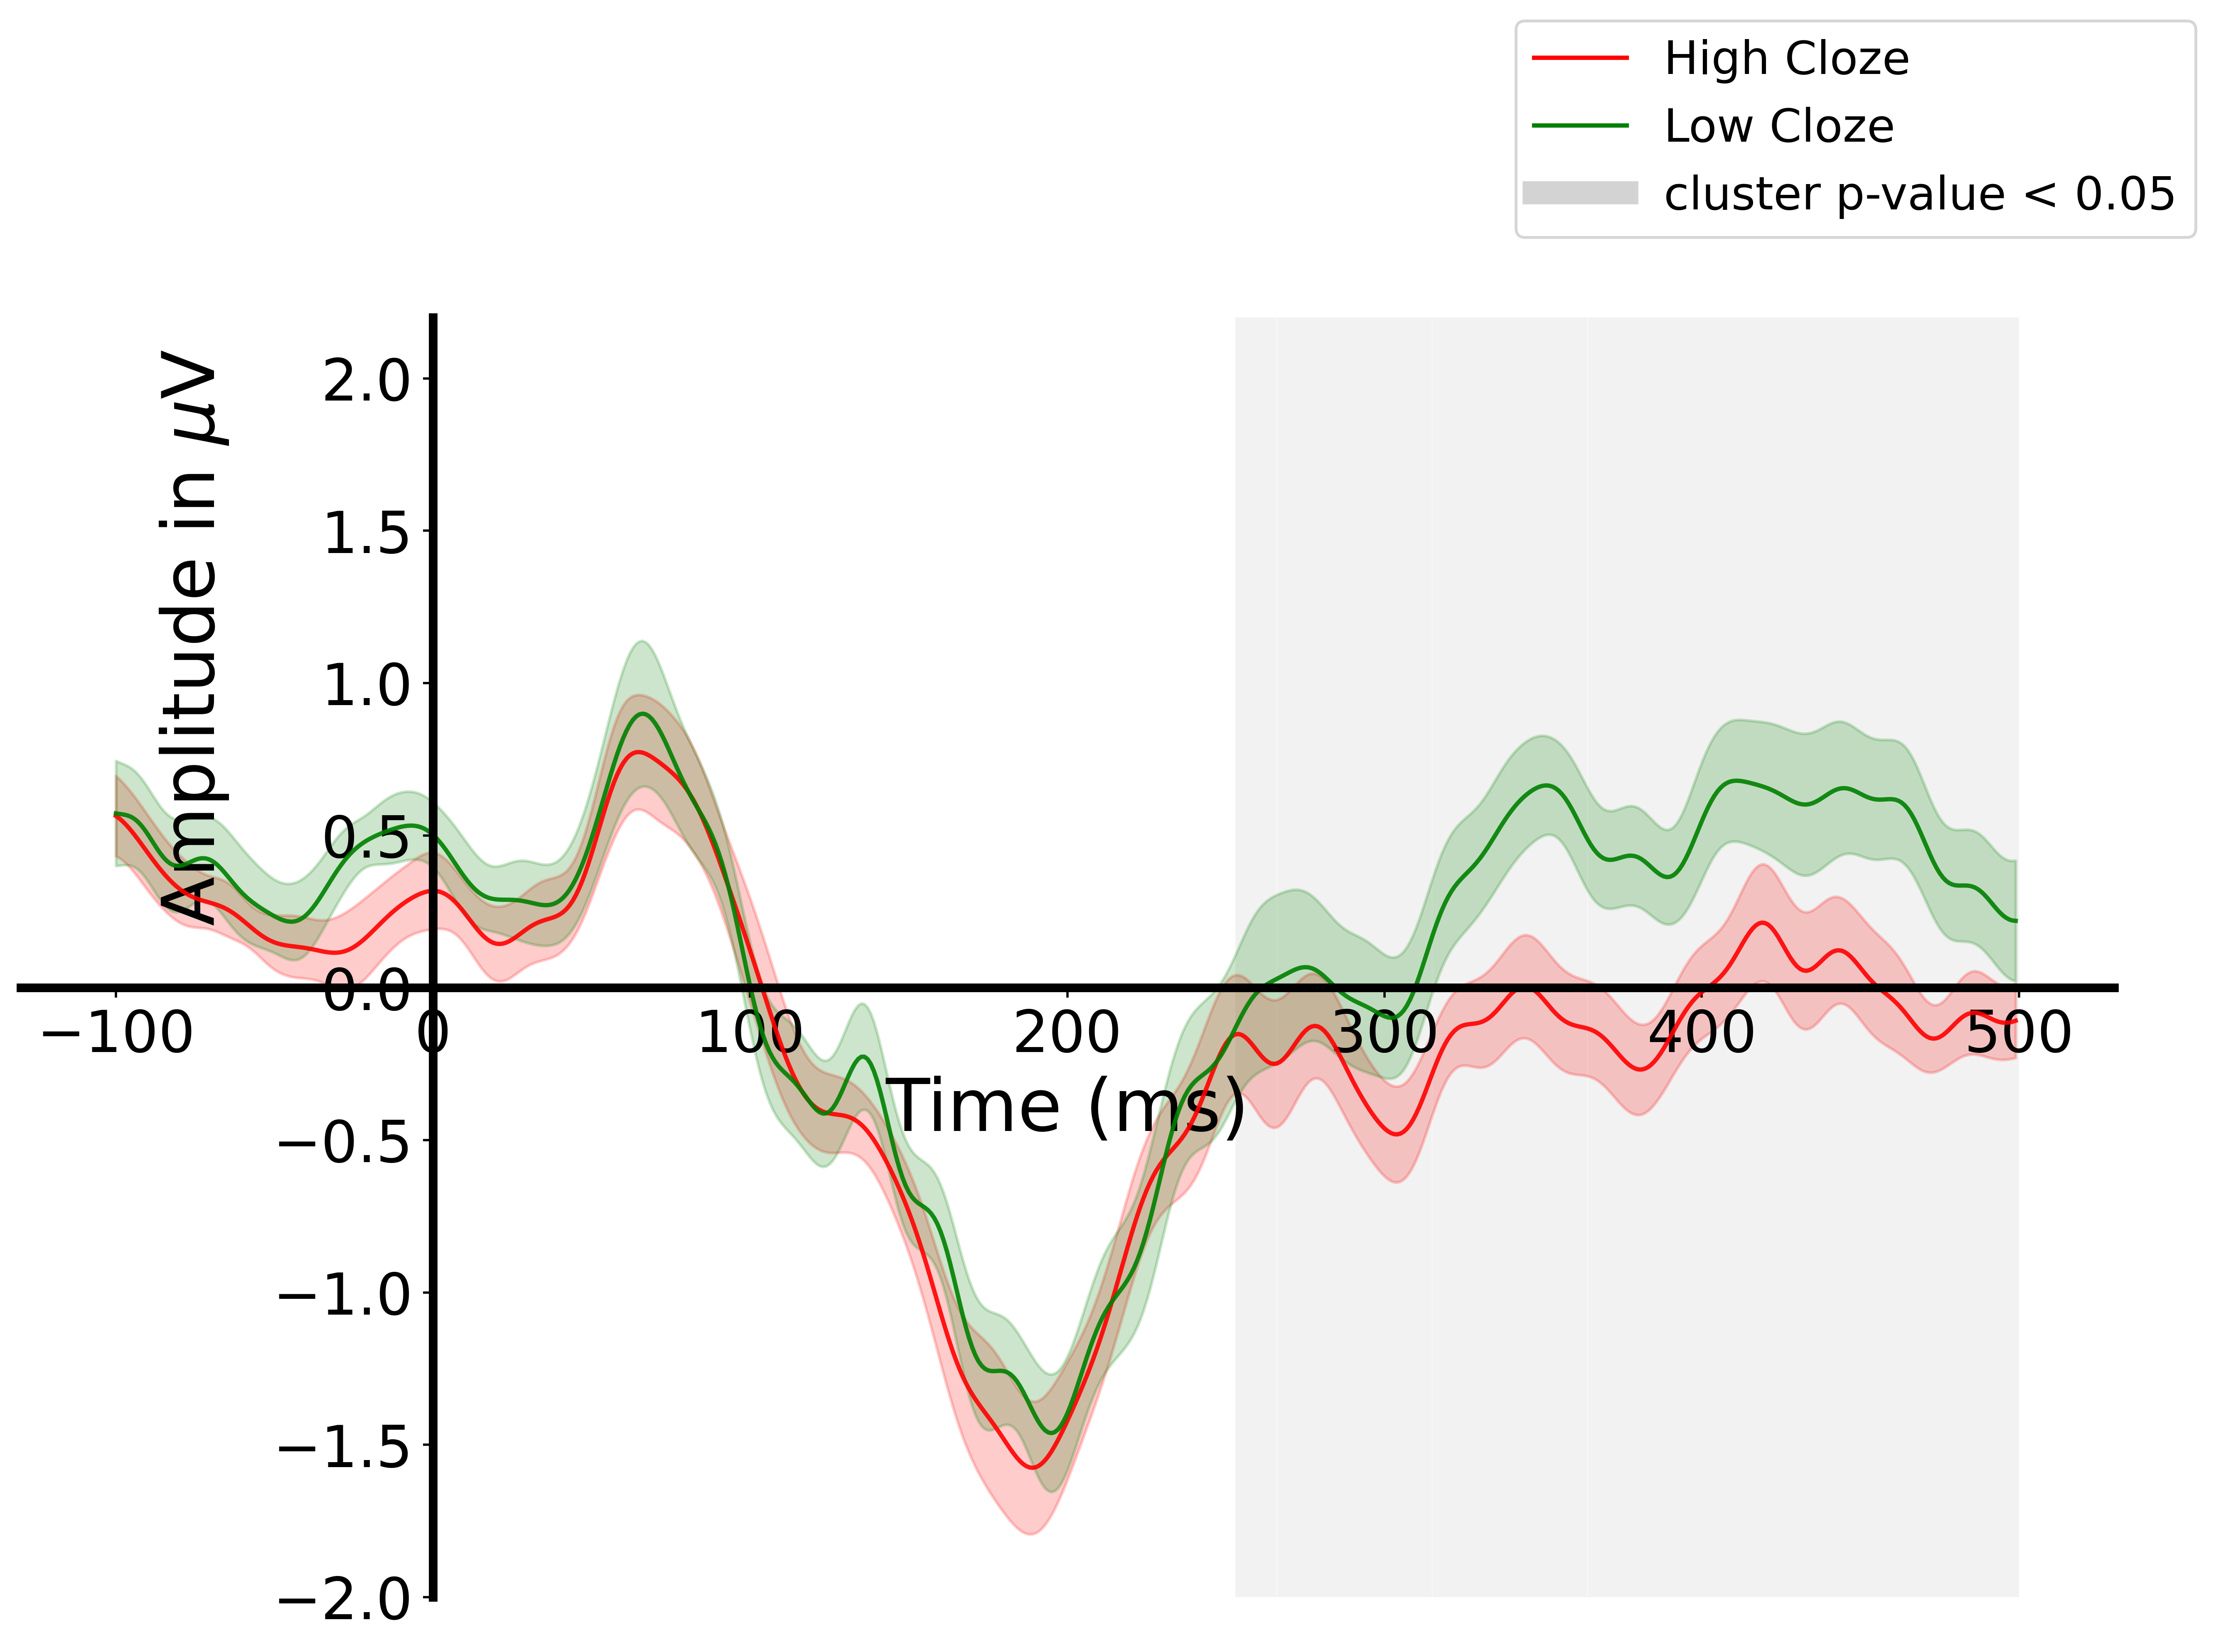 High Cloze
Low Cloze
cluster p-value < 0.05
Amplitude in μV
2.0
1.5
1.0
0.5
0.0
−0.5
−1.0
−1.5
−2.0
−100 0 100 200 300 400 500
Time (ms)